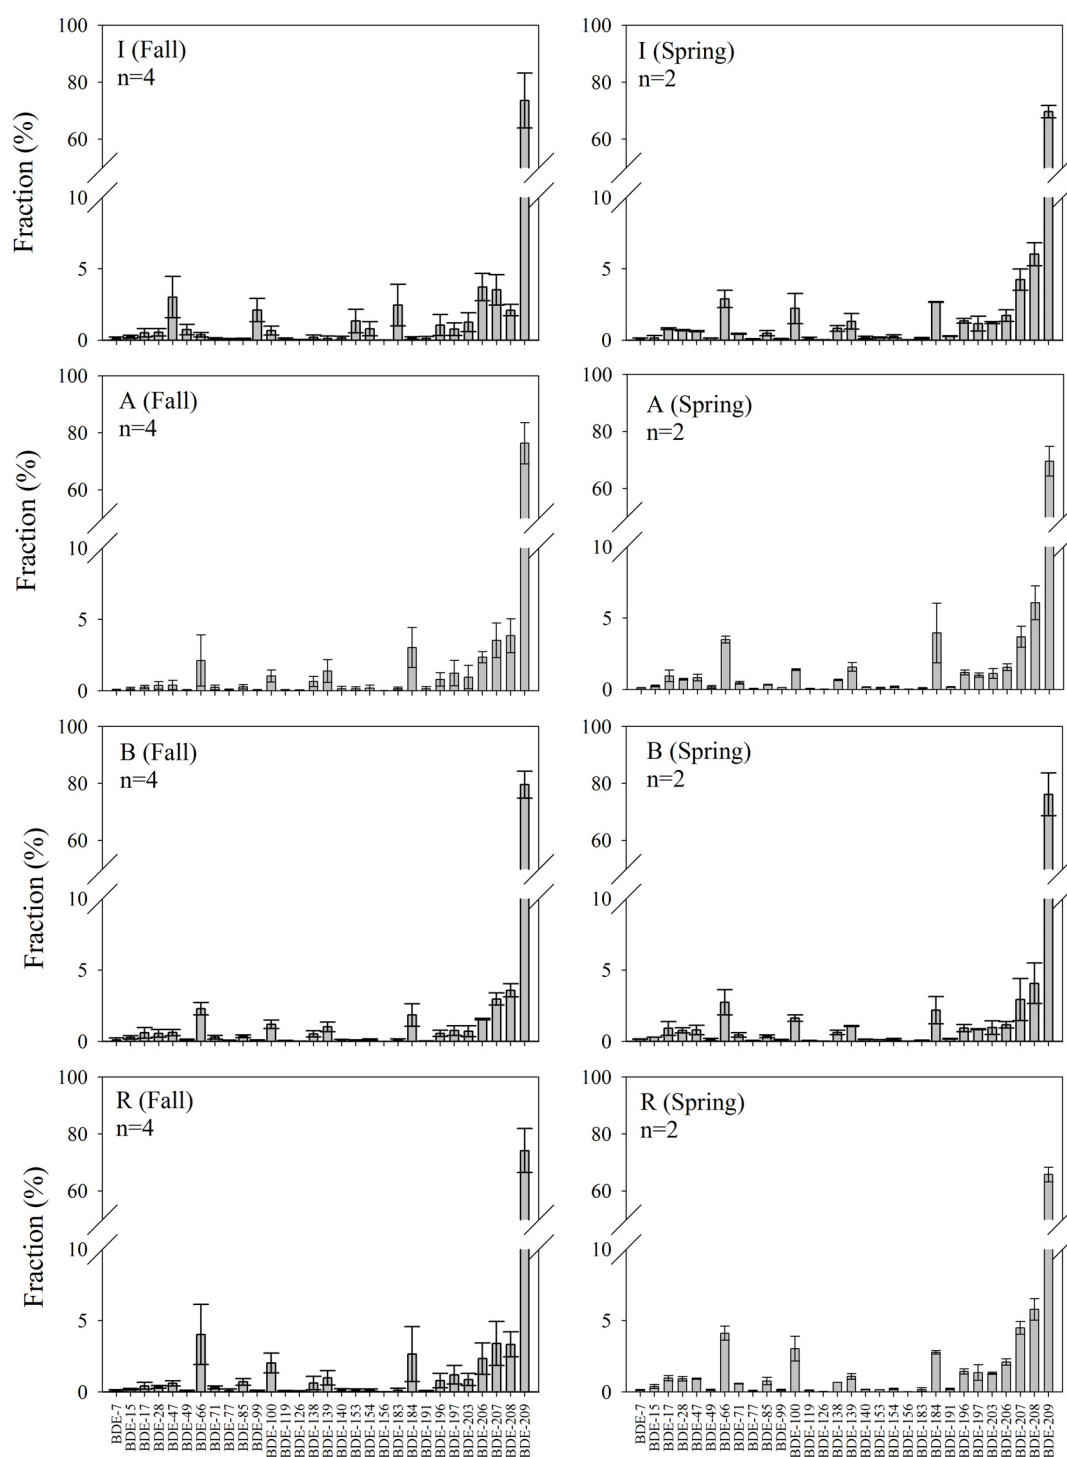 I (Fall)
n=4
Fraction (%)
100
80
60
10
5
0
I (Spring)
n=2
100
80
60
10
5
0
A (Fall)
n=4
Fraction (%)
100
80
60
10
5
0
A (Spring)
n=2
100
80
60
10
5
0
B (Fall)
n=4
Fraction (%)
100
80
60
10
5
0
B (Spring)
n=2
100
80
60
10
5
0
R (Fall)
n=4
Fraction (%)
100
80
60
10
5
0
R (Spring)
n=2
100
80
60
10
5
0
BDE-7
BDE-15
BDE-17
BDE-28
BDE-47
BDE-49
BDE-66
BDE-71
BDE-77
BDE-85
BDE-99
BDE-100
BDE-119
BDE-126
BDE-138
BDE-139
BDE-140
BDE-153
BDE-154
BDE-156
BDE-183
BDE-184
BDE-191
BDE-196
BDE-197
BDE-203
BDE-206
BDE-207
BDE-208
BDE-209
BDE-7
BDE-15
BDE-17
BDE-28
BDE-47
BDE-49
BDE-66
BDE-71
BDE-77
BDE-85
BDE-99
BDE-100
BDE-119
BDE-126
BDE-138
BDE-139
BDE-140
BDE-153
BDE-154
BDE-156
BDE-183
BDE-184
BDE-191
BDE-196
BDE-197
BDE-203
BDE-206
BDE-207
BDE-208
BDE-209